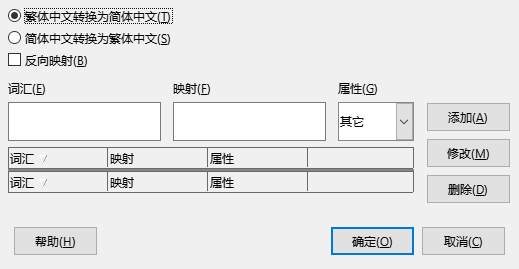 繁体中文转换为简体中文(T)
简体中文转换为繁体中文(S)
反向映射(B)
词汇(E) 映射(F) 属性(G)
其它
添加(A)
词汇 / 映射 属性
修改(M)
词汇 / 映射 属性
删除(D)
帮助(H) 确定(O) 取消(C)